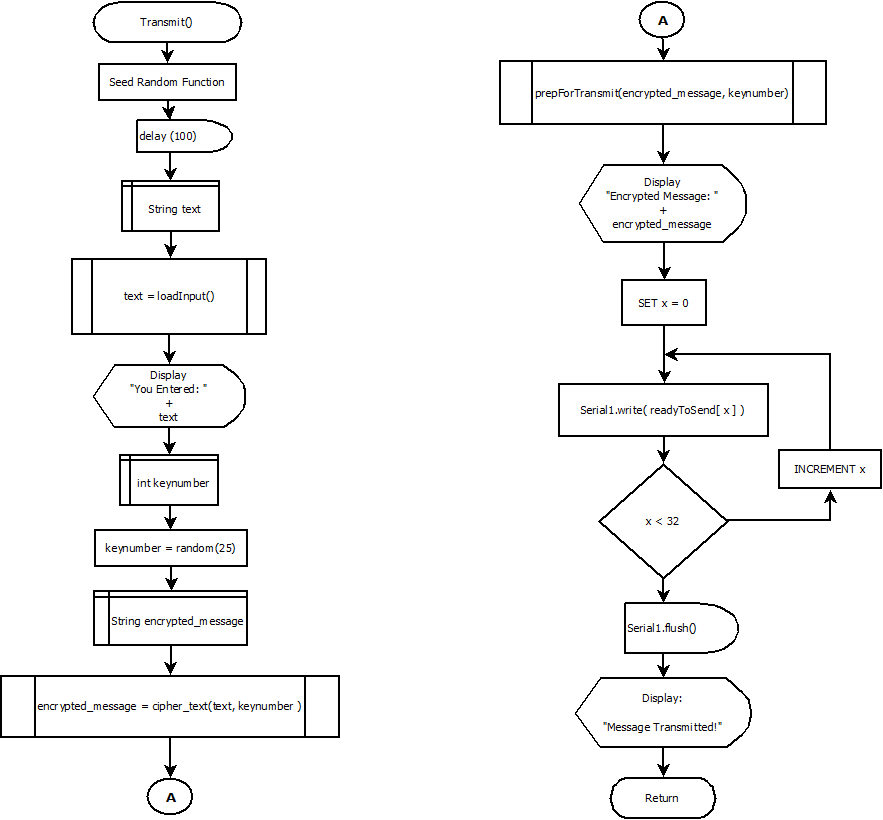 Transmit()
Seed Random Function
delay (100)
String text
text = loadInput()
Display
"You Entered: "
+
text
int keynumber
keynumber = random(25)
String encrypted_message
encrypted_message = cipher_text(text, keynumber )
A
A
prepForTransmit(encrypted_message, keynumber)
Display
"Encrypted Message: "
+
encrypted_message
SET x = 0
Serial1.write( readyToSend[ x ] )
INCREMENT x
x < 32
Serial1.flush()
Display:
"Message Transmitted!"
Return